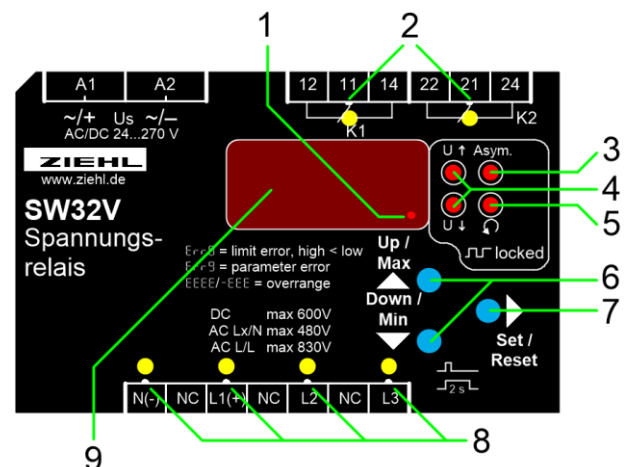 1
2
A1 A2
12 11 14 22 21 24
~/+ Us ~/–
AC/DC 24...270 V
K1
K2
ZIEHL
www.ziehl.de
SW32V
Spannungs-
relais
U ↑ Asym.
3
4
5
U ↓
locked
Err8 = limit error, high < low
Err9 = parameter error
EEEE/-EEE = overrange
Up /
Max
Down /
Min
6
7
Set /
Reset
DC max 600V
AC Lx/N max 480V
AC L/L max 830V
2 s
N(-) NC L1(+) NC L2 NC L3
8
9